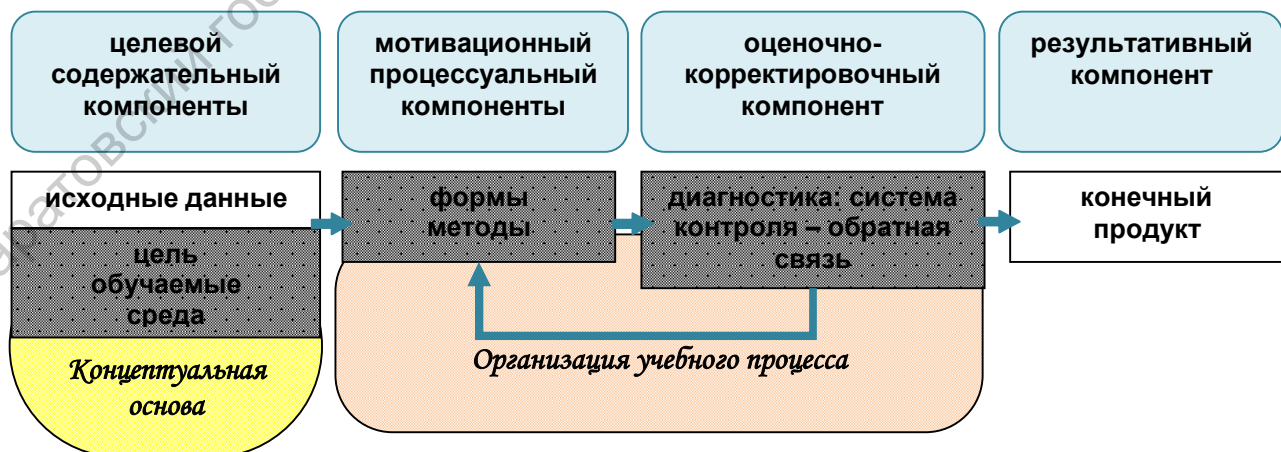 целевой
содержательный
компоненты
мотивационный
процессуальный
компоненты
оценочно-
корректировочный
компонент
результативный
компонент
исходные данные
цель
обучаемые
среда
формы
методы
диагностика: система
контроля – обратная
связь
конечный
продукт
Концептуальная
основа
Организация учебного процесса